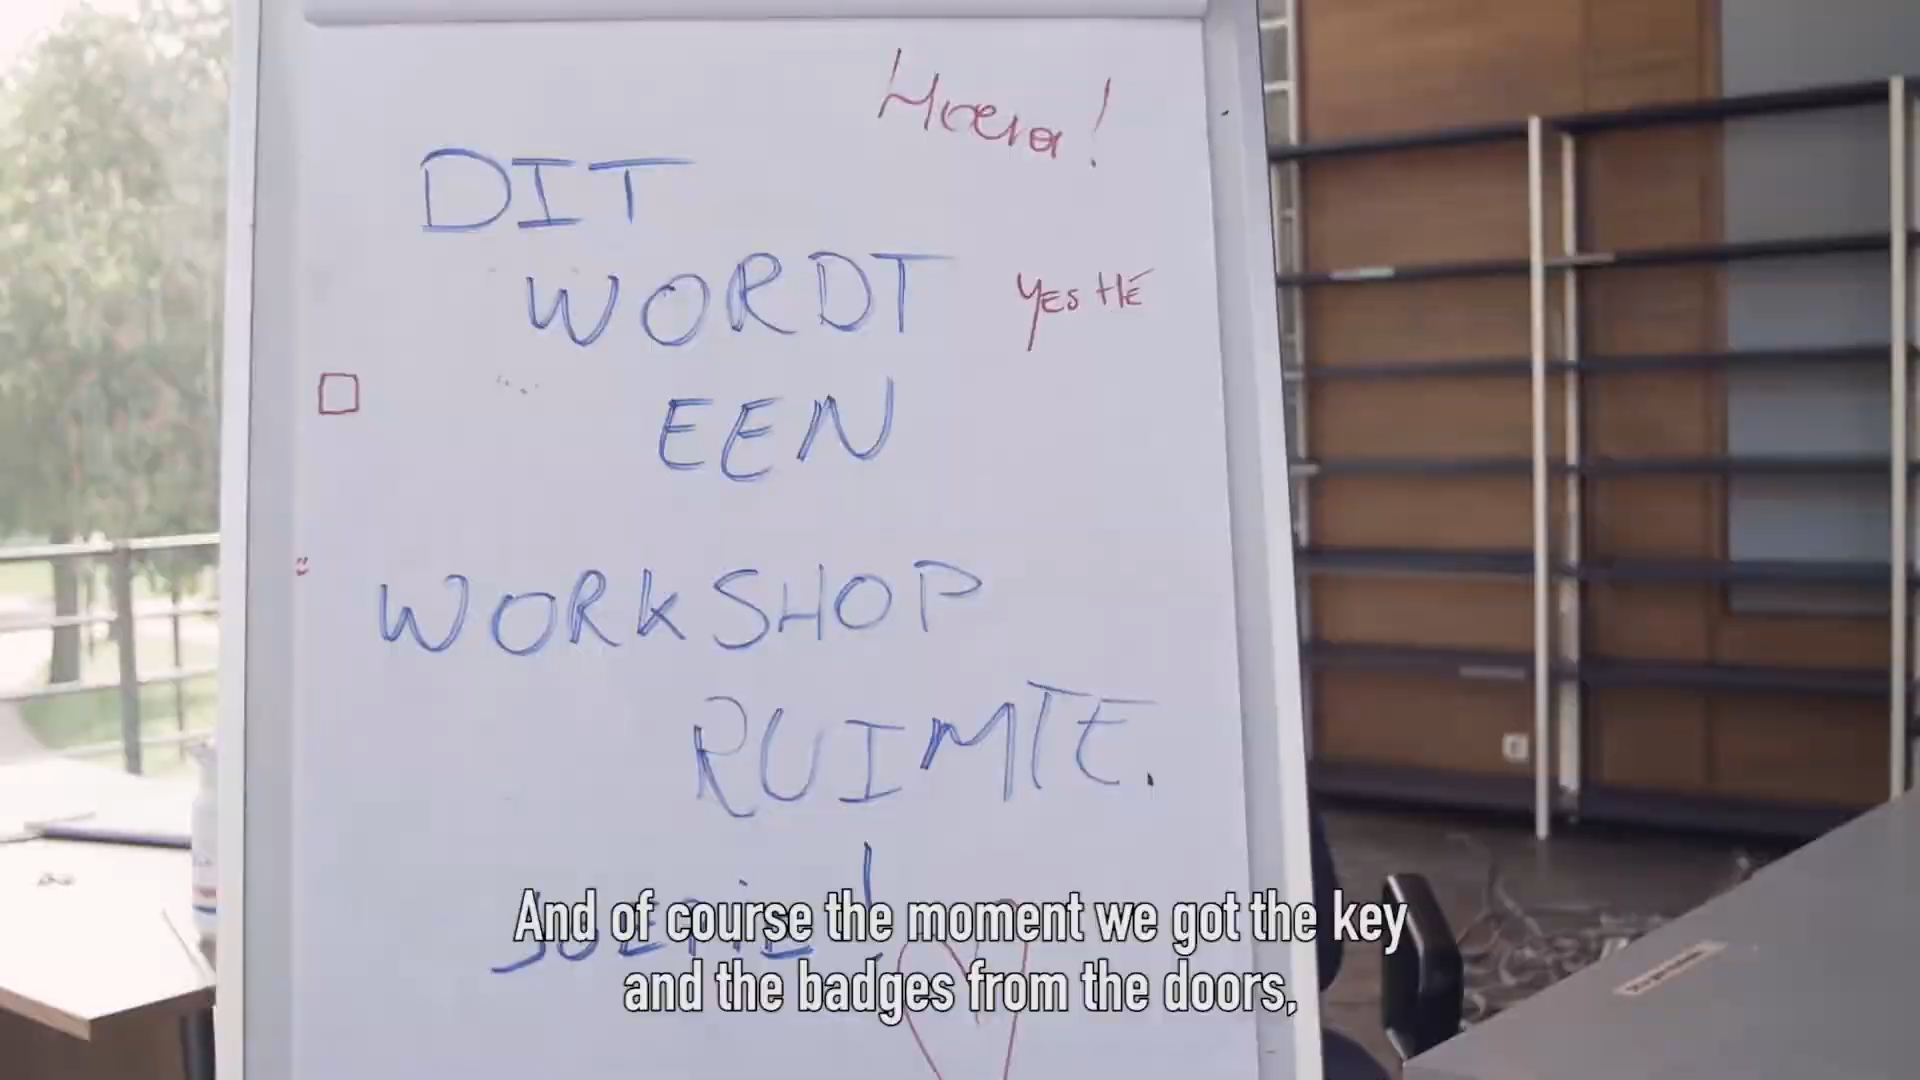 Hoera!
DIT
WORDT
YES HÉ
EEN
WORKSHOP
RUIMTE.
And of course the moment we got the key
and the badges from the doors,